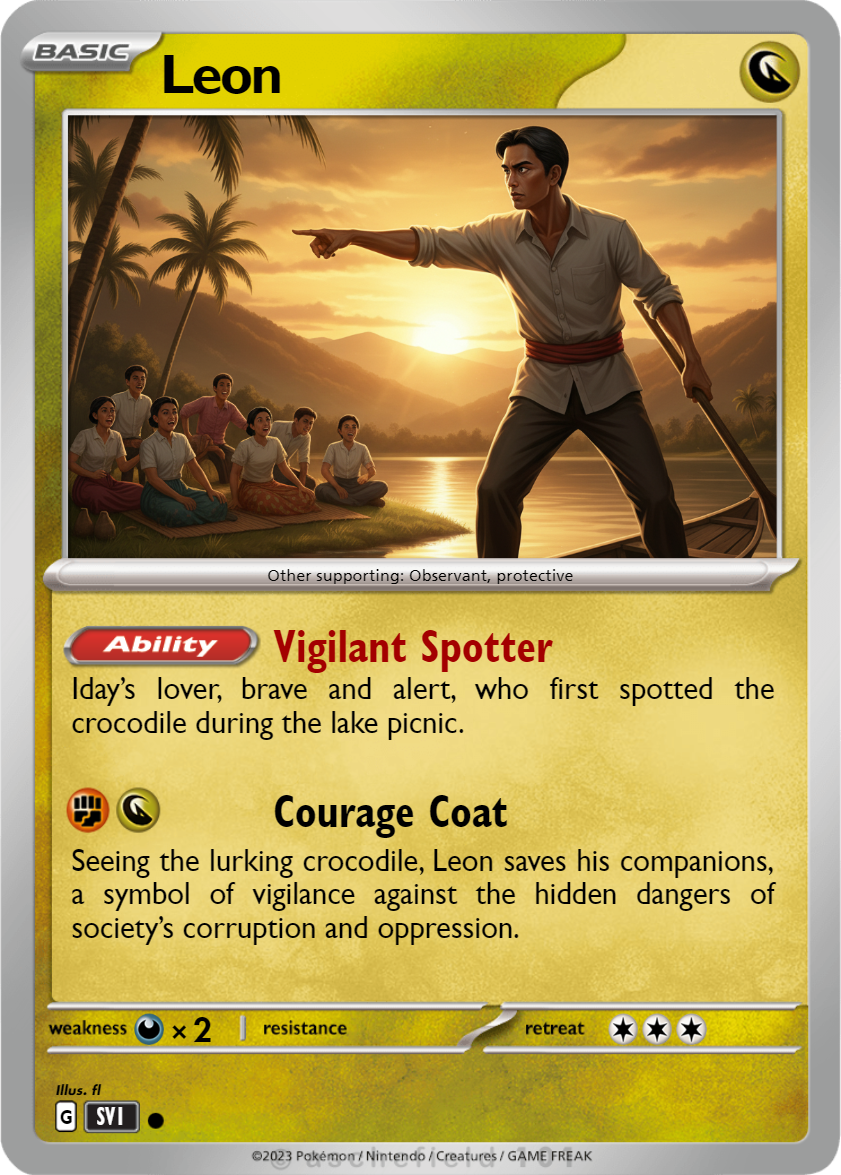 BASIC
Leon
Other supporting: Observant, protective
Ability Vigilant Spotter
Iday's lover, brave and alert, who first spotted the
crocodile during the lake picnic.
Courage Coat
Seeing the lurking crocodile, Leon saves his companions,
a symbol of vigilance against the hidden dangers of
society's corruption and oppression.
weakness × 2 resistance retreat
Illus. fl
G SVI
©2023 Pokémon / Nintendo / Creatures / GAME FREAK